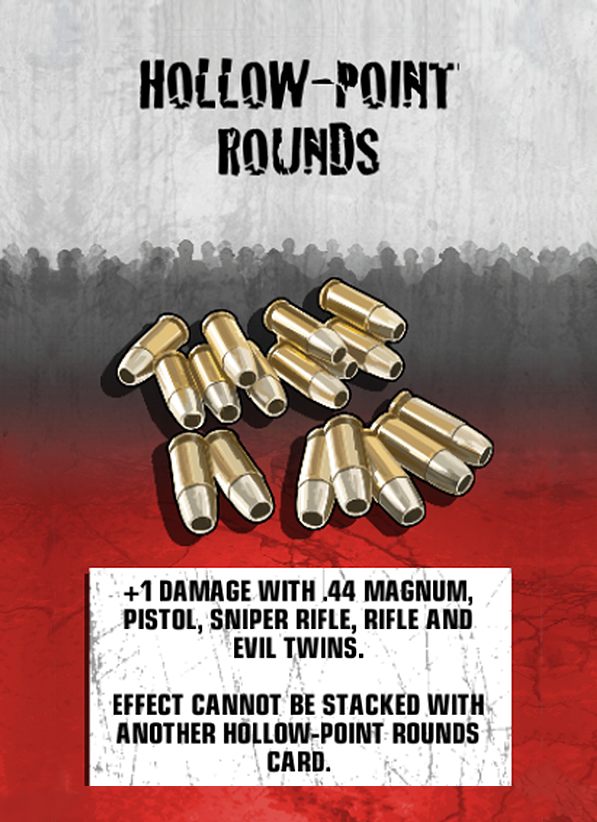 HOLLOW-POINT
ROUNDS
+1 DAMAGE WITH .44 MAGNUM,
PISTOL, SNIPER RIFLE, RIFLE AND
EVIL TWINS.
EFFECT CANNOT BE STACKED WITH
ANOTHER HOLLOW-POINT ROUNDS
CARD.